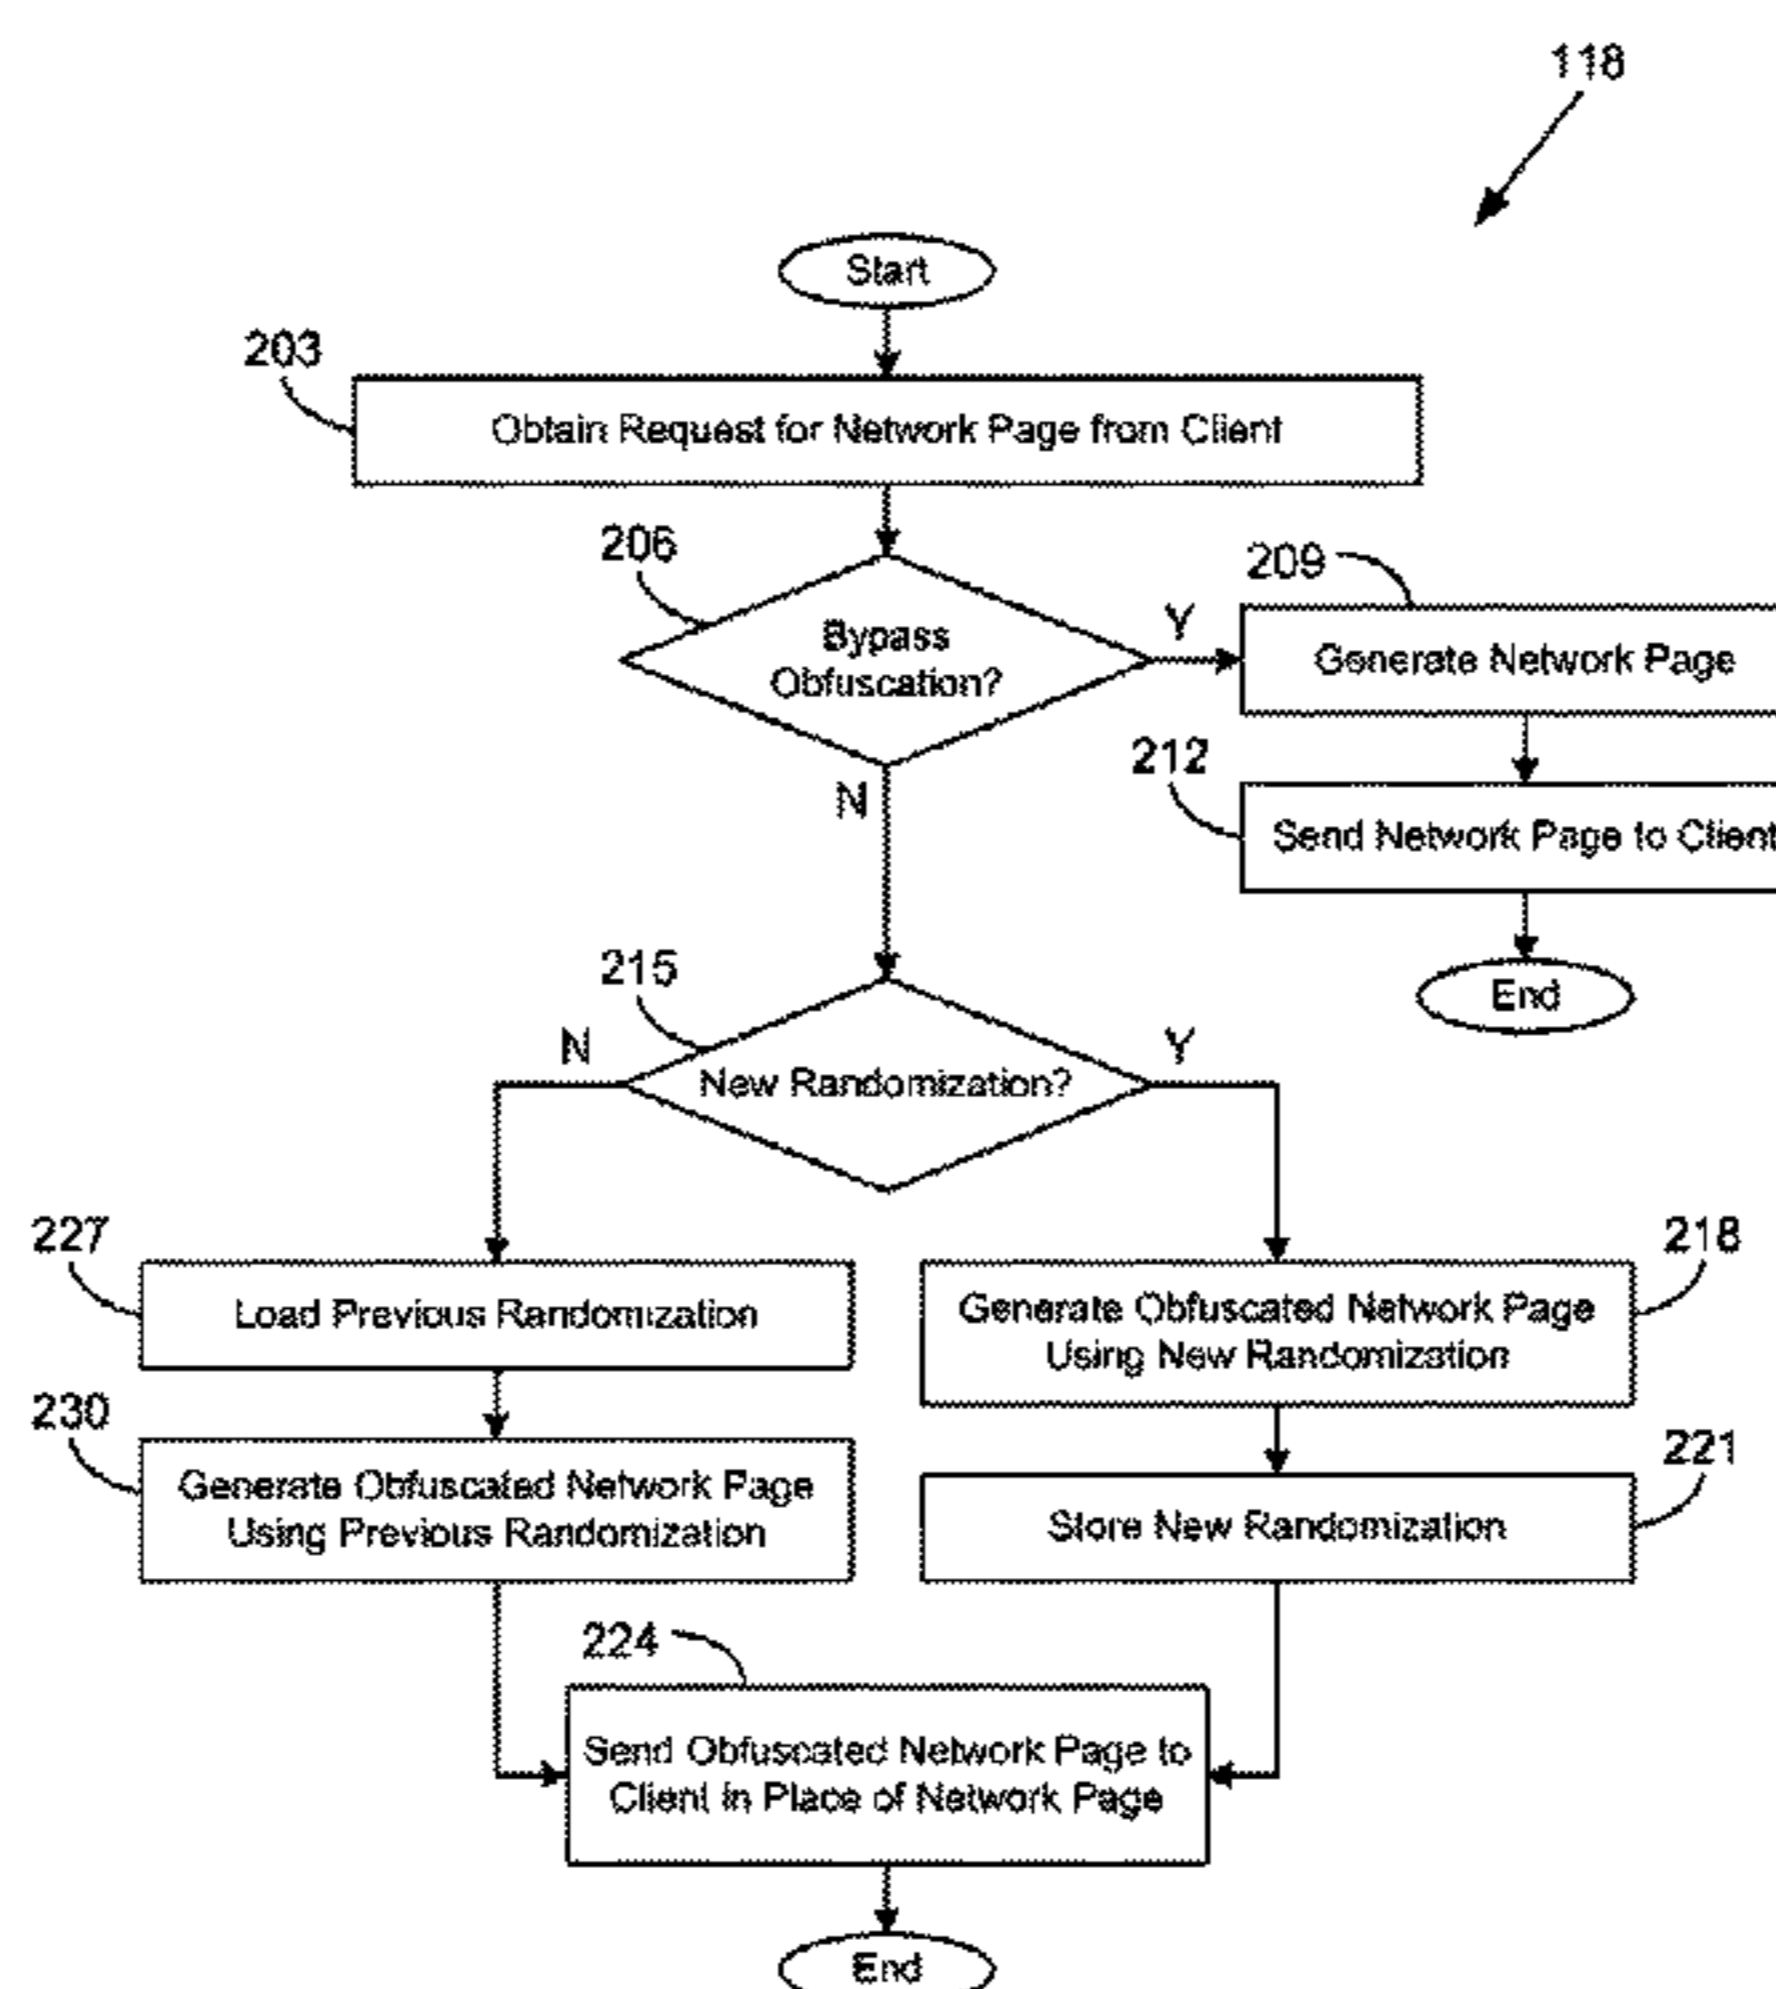 118
Start
203
Obtain Request for Network Page from Client
206
Bypass
Obfuscation?
Y
209
Generate Network Page
212
Send Network Page to Client
N
End
215
N
New Randomization?
Y
227
Load Previous Randomization
218
Generate Obfuscated Network Page
Using New Randomization
230
Generate Obfuscated Network Page
Using Previous Randomization
221
Store New Randomization
224
Send Obfuscated Network Page to
Client in Place of Network Page
End